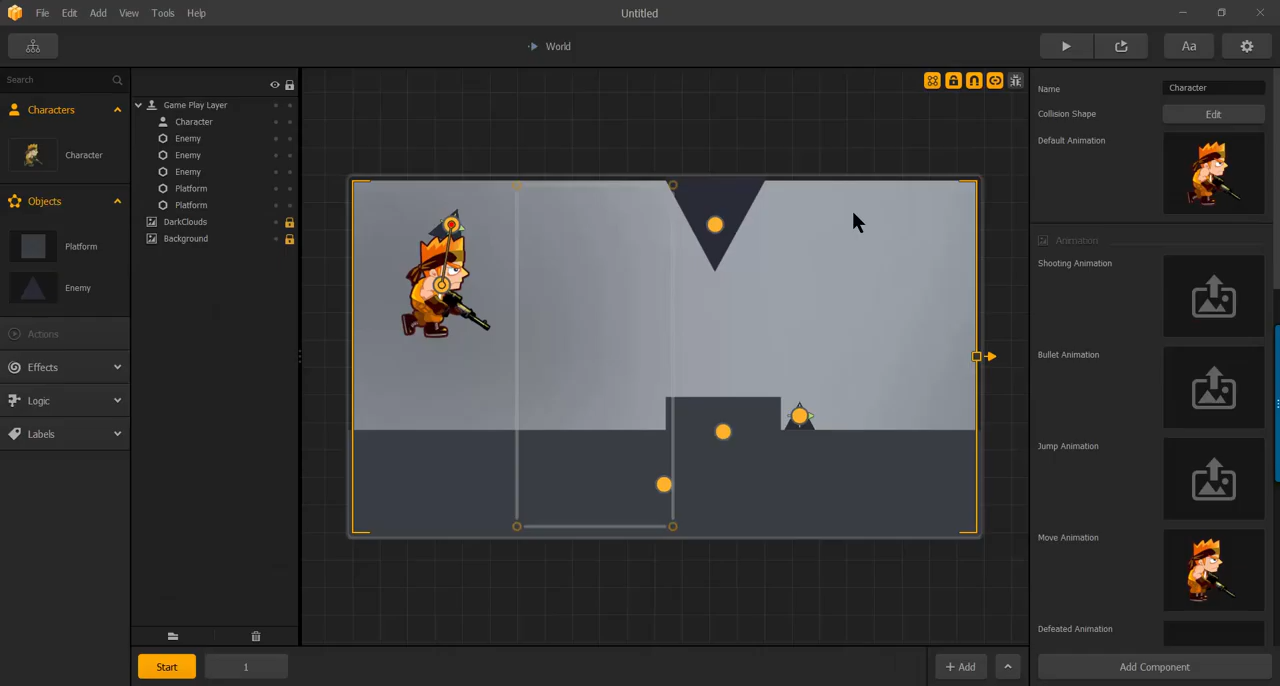 File Edit Add View Tools Help
Untitled
World
Aa
Search
Characters
Character
Objects
Platform
Enemy
Actions
Effects
Logic
Labels
Game Play Layer
Character
Enemy
Enemy
Enemy
Platform
Platform
DarkClouds
Background
Start
1
+ Add
Name
Character
Collision Shape
Edit
Default Animation
Animation
Shooting Animation
Bullet Animation
Jump Animation
Move Animation
Defeated Animation
Add Component